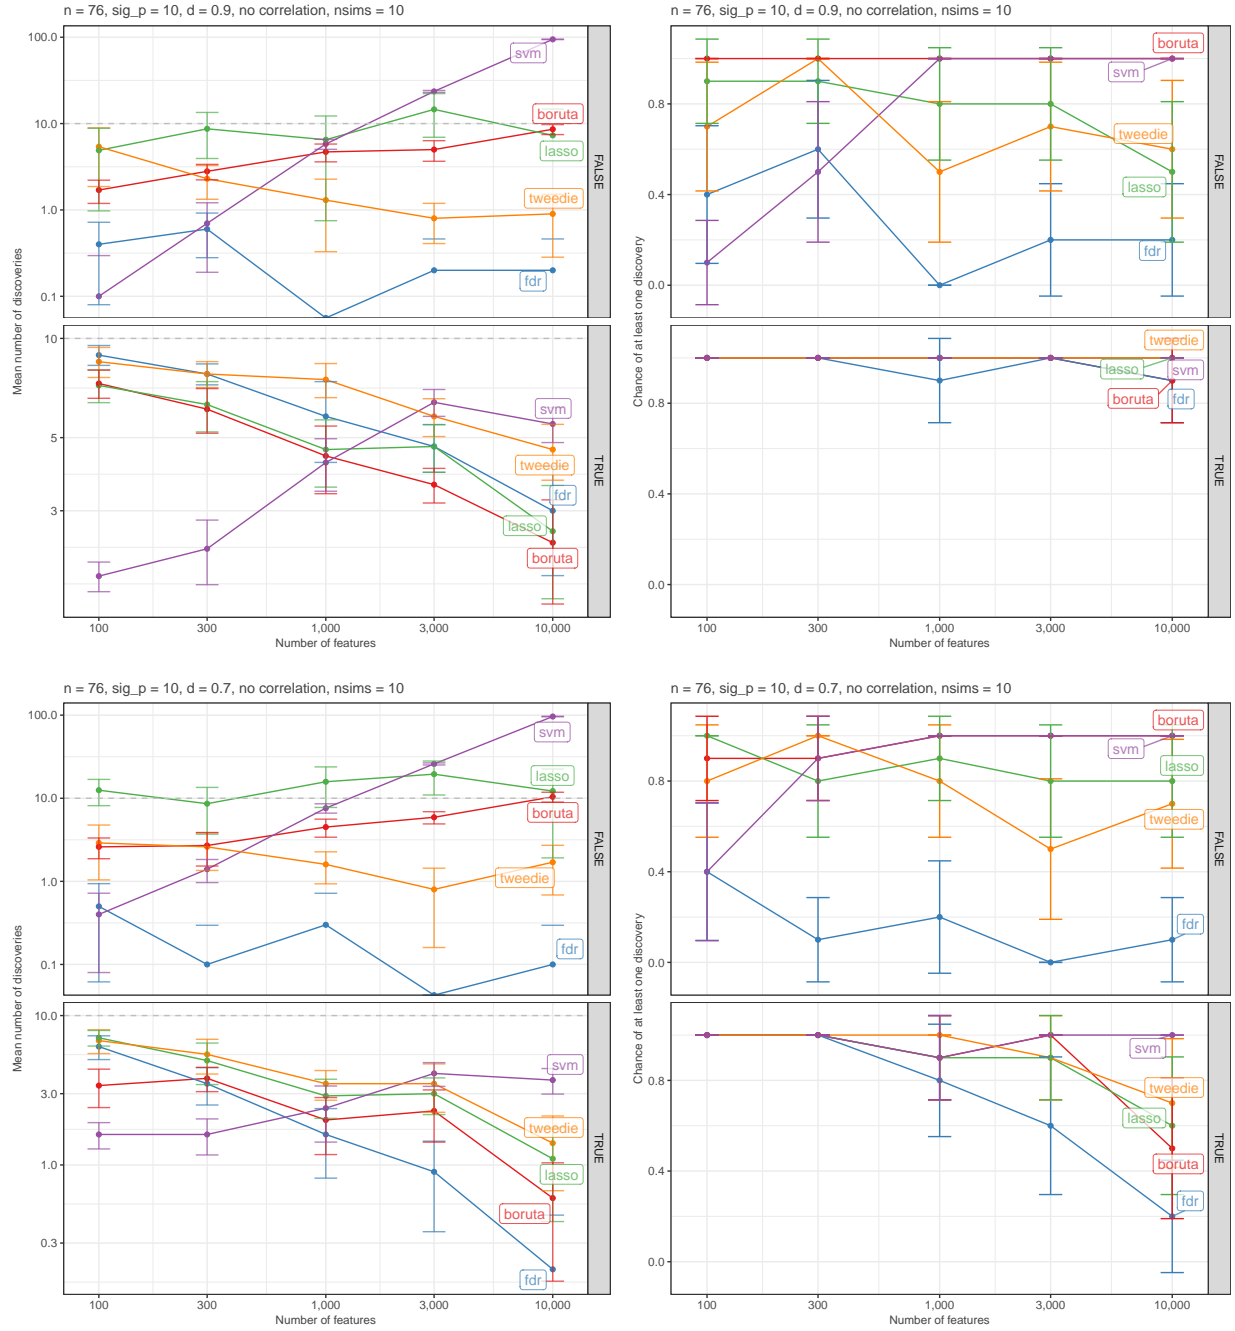 n = 76, sig_p = 10, d = 0.9, no correlation, nsims = 10
Mean number of discoveries
100.0
10.0
1.0
0.1
svm
boruta
lasso
tweedie
fdr
FALSE
10
5
3
svm
tweedie
fdr
lasso
boruta
TRUE
100
300
1,000
3,000
10,000
Number of features
n = 76, sig_p = 10, d = 0.9, no correlation, nsims = 10
Chance of at least one discovery
0.8
0.4
0.0
boruta
svm
tweedie
lasso
fdr
FALSE
0.8
0.4
0.0
tweedie
lasso
svm
boruta
fdr
TRUE
100
300
1,000
3,000
10,000
Number of features
n = 76, sig_p = 10, d = 0.7, no correlation, nsims = 10
Mean number of discoveries
100.0
10.0
1.0
0.1
svm
lasso
boruta
tweedie
fdr
FALSE
10.0
3.0
1.0
0.3
svm
tweedie
lasso
boruta
fdr
TRUE
100
300
1,000
3,000
10,000
Number of features
n = 76, sig_p = 10, d = 0.7, no correlation, nsims = 10
Chance of at least one discovery
0.8
0.4
0.0
boruta
svm
lasso
tweedie
fdr
FALSE
0.8
0.4
0.0
svm
tweedie
lasso
boruta
fdr
TRUE
100
300
1,000
3,000
10,000
Number of features